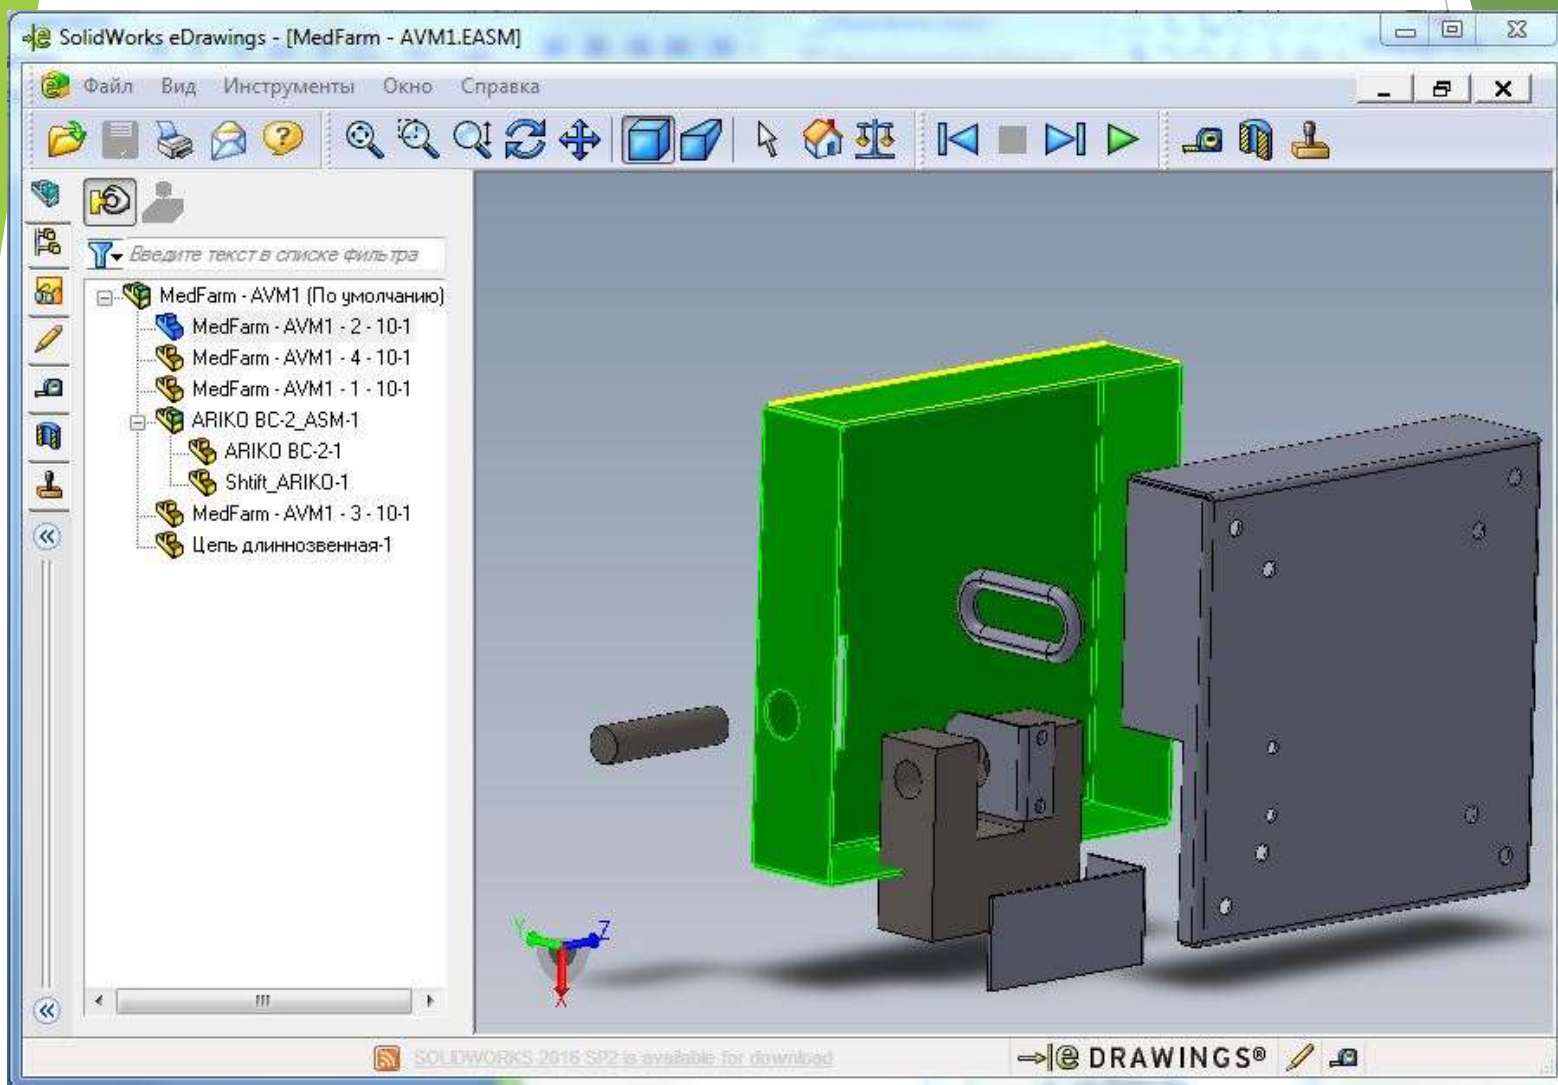 SolidWorks eDrawings - [MedFarm - AVM1.EASM]
Файл Вид Инструменты Окно Справка
Введите текст в списке фильтра
MedFarm - AVM1 (По умолчанию)
MedFarm - AVM1 - 2 - 10-1
MedFarm - AVM1 - 4 - 10-1
MedFarm - AVM1 - 1 - 10-1
ARIKO BC-2_ASM-1
ARIKO BC-2-1
Shtift_ARIKO-1
MedFarm - AVM1 - 3 - 10-1
Цепь длиннозвенная-1
Y
Z
X
SOLIDWORKS 2016 SP2 is available for download
DRAWINGS®